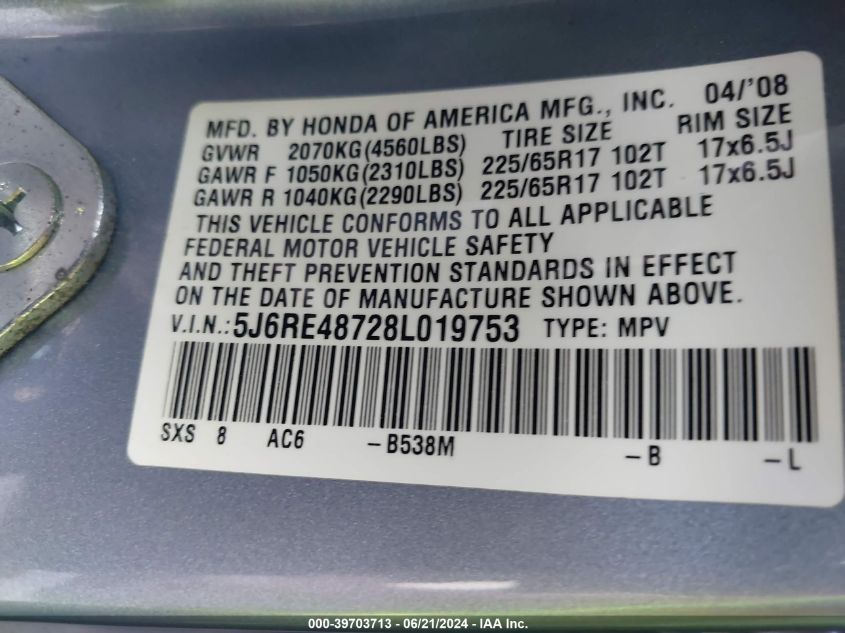 MFD. BY HONDA OF AMERICA MFG., INC. 04/'08
GVWR 2070KG(4560LBS) TIRE SIZE RIM SIZE
GAWR F 1050KG(2310LBS) 225/65R17 102T 17x6.5J
GAWR R 1040KG(2290LBS) 225/65R17 102T 17x6.5J
THIS VEHICLE CONFORMS TO ALL APPLICABLE
FEDERAL MOTOR VEHICLE SAFETY
AND THEFT PREVENTION STANDARDS IN EFFECT
ON THE DATE OF MANUFACTURE SHOWN ABOVE.
V.I.N.: 5J6RE48728L019753 TYPE: MPV
SXS 8 AC6 -B538M -B -L
000-39703713 - 06/21/2024 - IAA Inc.